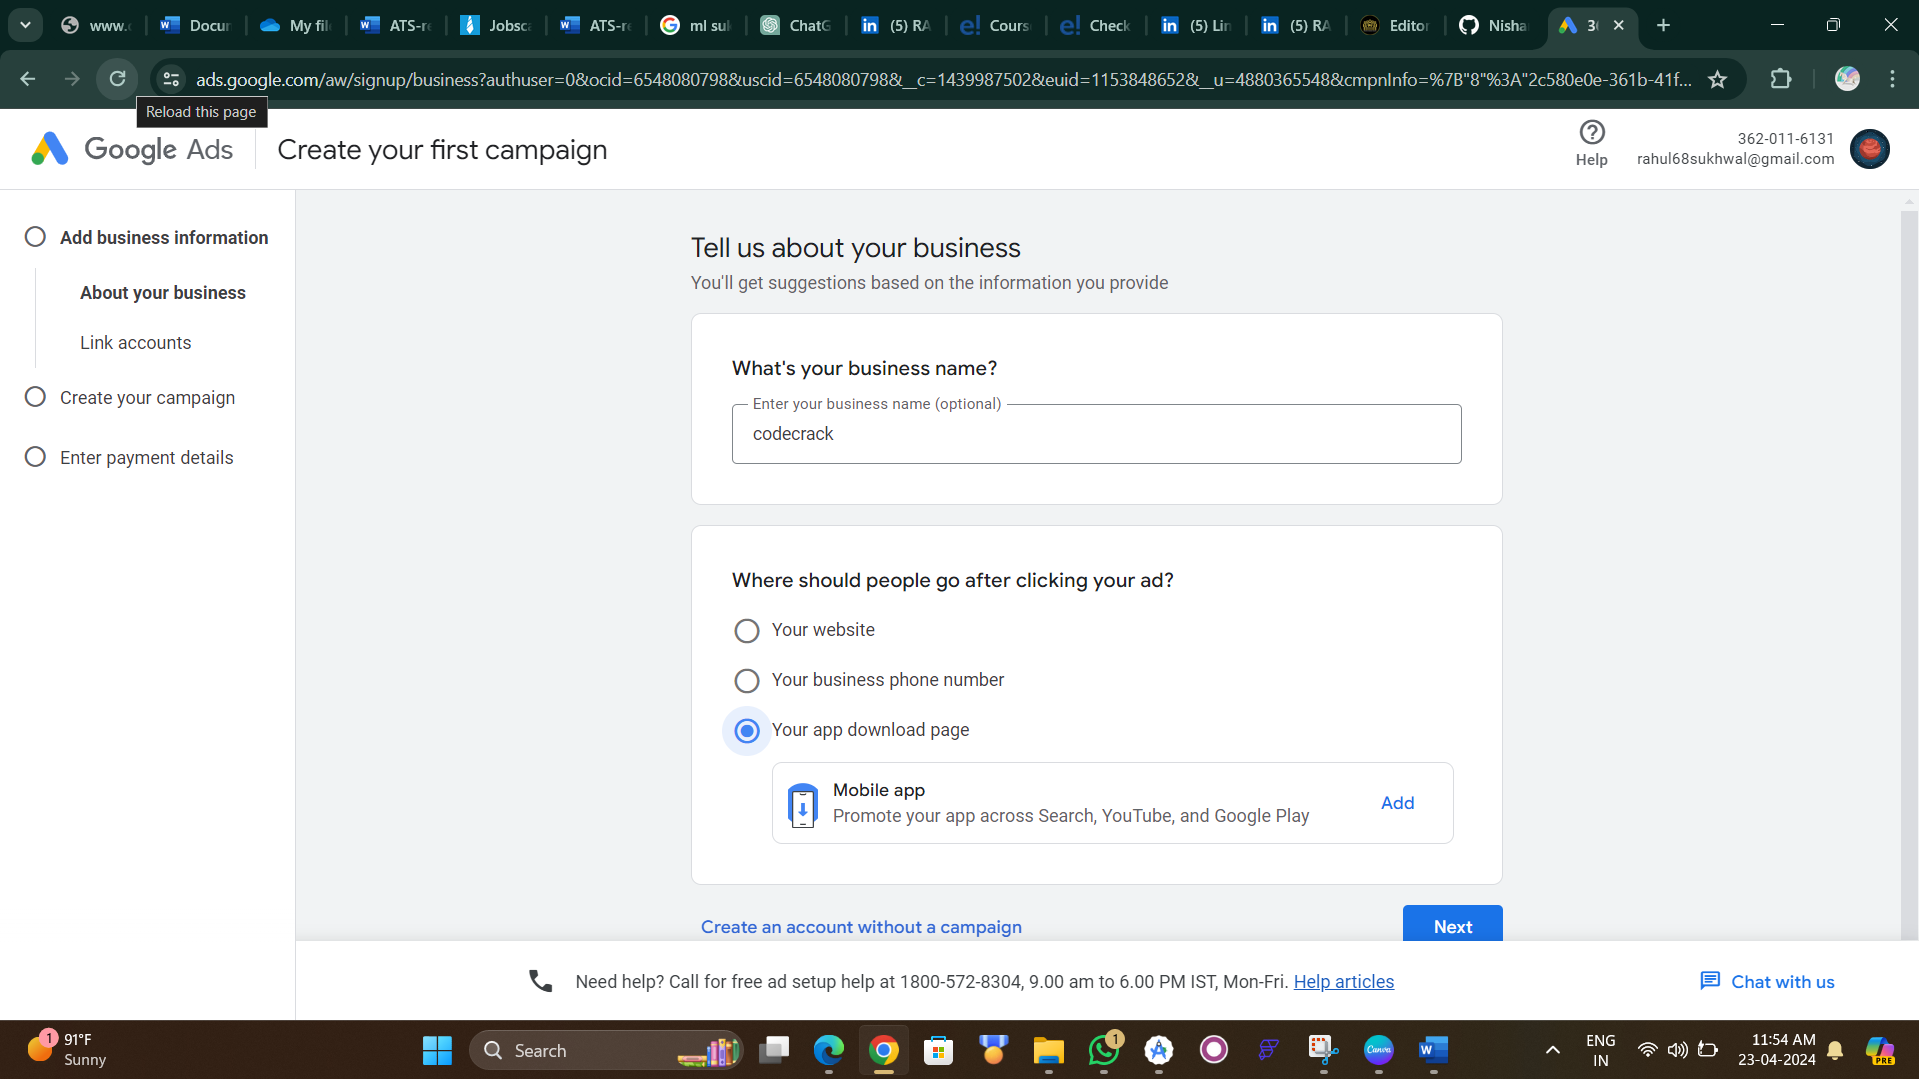 www.c
Docun
My fil
ATS-re
Jobsca
ATS-re
ml suk
ChatG
(5) RA
Cours
Check
(5) Lin
(5) RA
Editor
Nisha
36
ads.google.com/aw/signup/business?authuser=0&ocid=6548080798&uscid=6548080798&__c=1439987502&euid=1153848652&__u=4880365548&cmpnInfo=%7B"8"%3A"2c580e0e-361b-41f...
Reload this page
Google Ads
Create your first campaign
Help
362-011-6131
rahul68sukhwal@gmail.com
Add business information
About your business
Link accounts
Create your campaign
Enter payment details
Tell us about your business
You'll get suggestions based on the information you provide
What's your business name?
Enter your business name (optional)
codecrack
Where should people go after clicking your ad?
Your website
Your business phone number
Your app download page
Mobile app
Promote your app across Search, YouTube, and Google Play
Add
Create an account without a campaign
Next
Need help? Call for free ad setup help at 1800-572-8304, 9.00 am to 6.00 PM IST, Mon-Fri. Help articles
Chat with us
1
91°F
Sunny
Search
1
Canva
ENG
IN
11:54 AM
23-04-2024
PRE